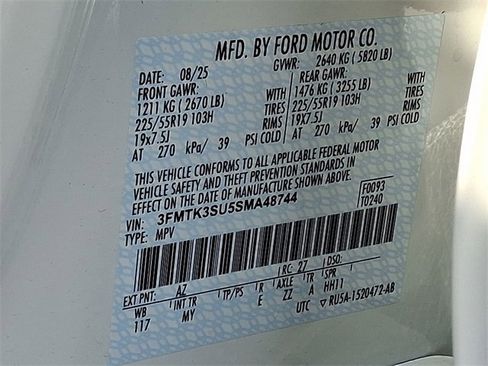 MFD. BY FORD MOTOR CO.
DATE: 08/25 GVWR: 2640 KG ( 5820 LB)
FRONT GAWR: REAR GAWR:
1211 KG ( 2670 LB) WITH 1476 KG ( 3255 LB) WITH
225/55R19 103H TIRES 225/55R19 103H TIRES
19x7.5J RIMS 19x7.5J RIMS
AT 270 kPa/ 39 PSI COLD AT 270 kPa/ 39 PSI COLD
THIS VEHICLE CONFORMS TO ALL APPLICABLE FEDERAL MOTOR
VEHICLE SAFETY AND THEFT PREVENTION STANDARDS IN
EFFECT ON THE DATE OF MANUFACTURE SHOWN ABOVE.
VIN: 3FMTK3SU5SMA48744 F0093
TYPE: MPV T0240
EXT PNT: AZ RC: 27 DSO:
WB INT TR TP/PS R AXLE TR SPR
117 MY E ZZ A HH11
UTC RU5A-1520472-AB